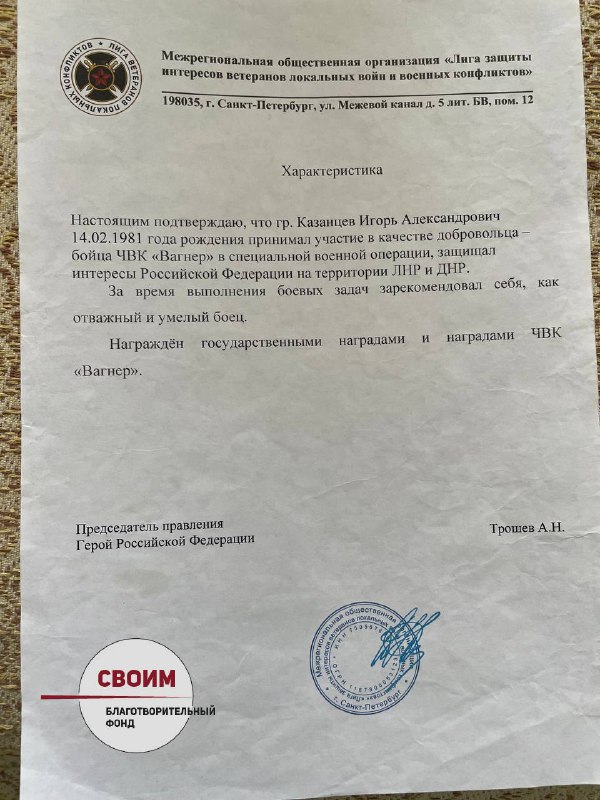 ЛИГА ВЕТЕРАНОВ ЛОКАЛЬНЫХ КОНФЛИКТОВ
Межрегиональная общественная организация «Лига защиты
интересов ветеранов локальных войн и военных конфликтов»
198035, г. Санкт-Петербург, ул. Межевой канал д. 5 лит. БВ, пом. 12
Характеристика
Настоящим подтверждаю, что гр. Казанцев Игорь Александрович
14.02.1981 года рождения принимал участие в качестве добровольца –
бойца ЧВК «Вагнер» в специальной военной операции, защищал
интересы Российской Федерации на территории ЛНР и ДНР.
За время выполнения боевых задач зарекомендовал себя, как
отважный и умелый боец.
Награждён государственными наградами и наградами ЧВК
«Вагнер».
Председатель правления
Герой Российской Федерации
Трошев А.Н.
Межрегиональная общественная
г. Санкт-Петербург
СВОИМ
БЛАГОТВОРИТЕЛЬНЫЙ
ФОНД